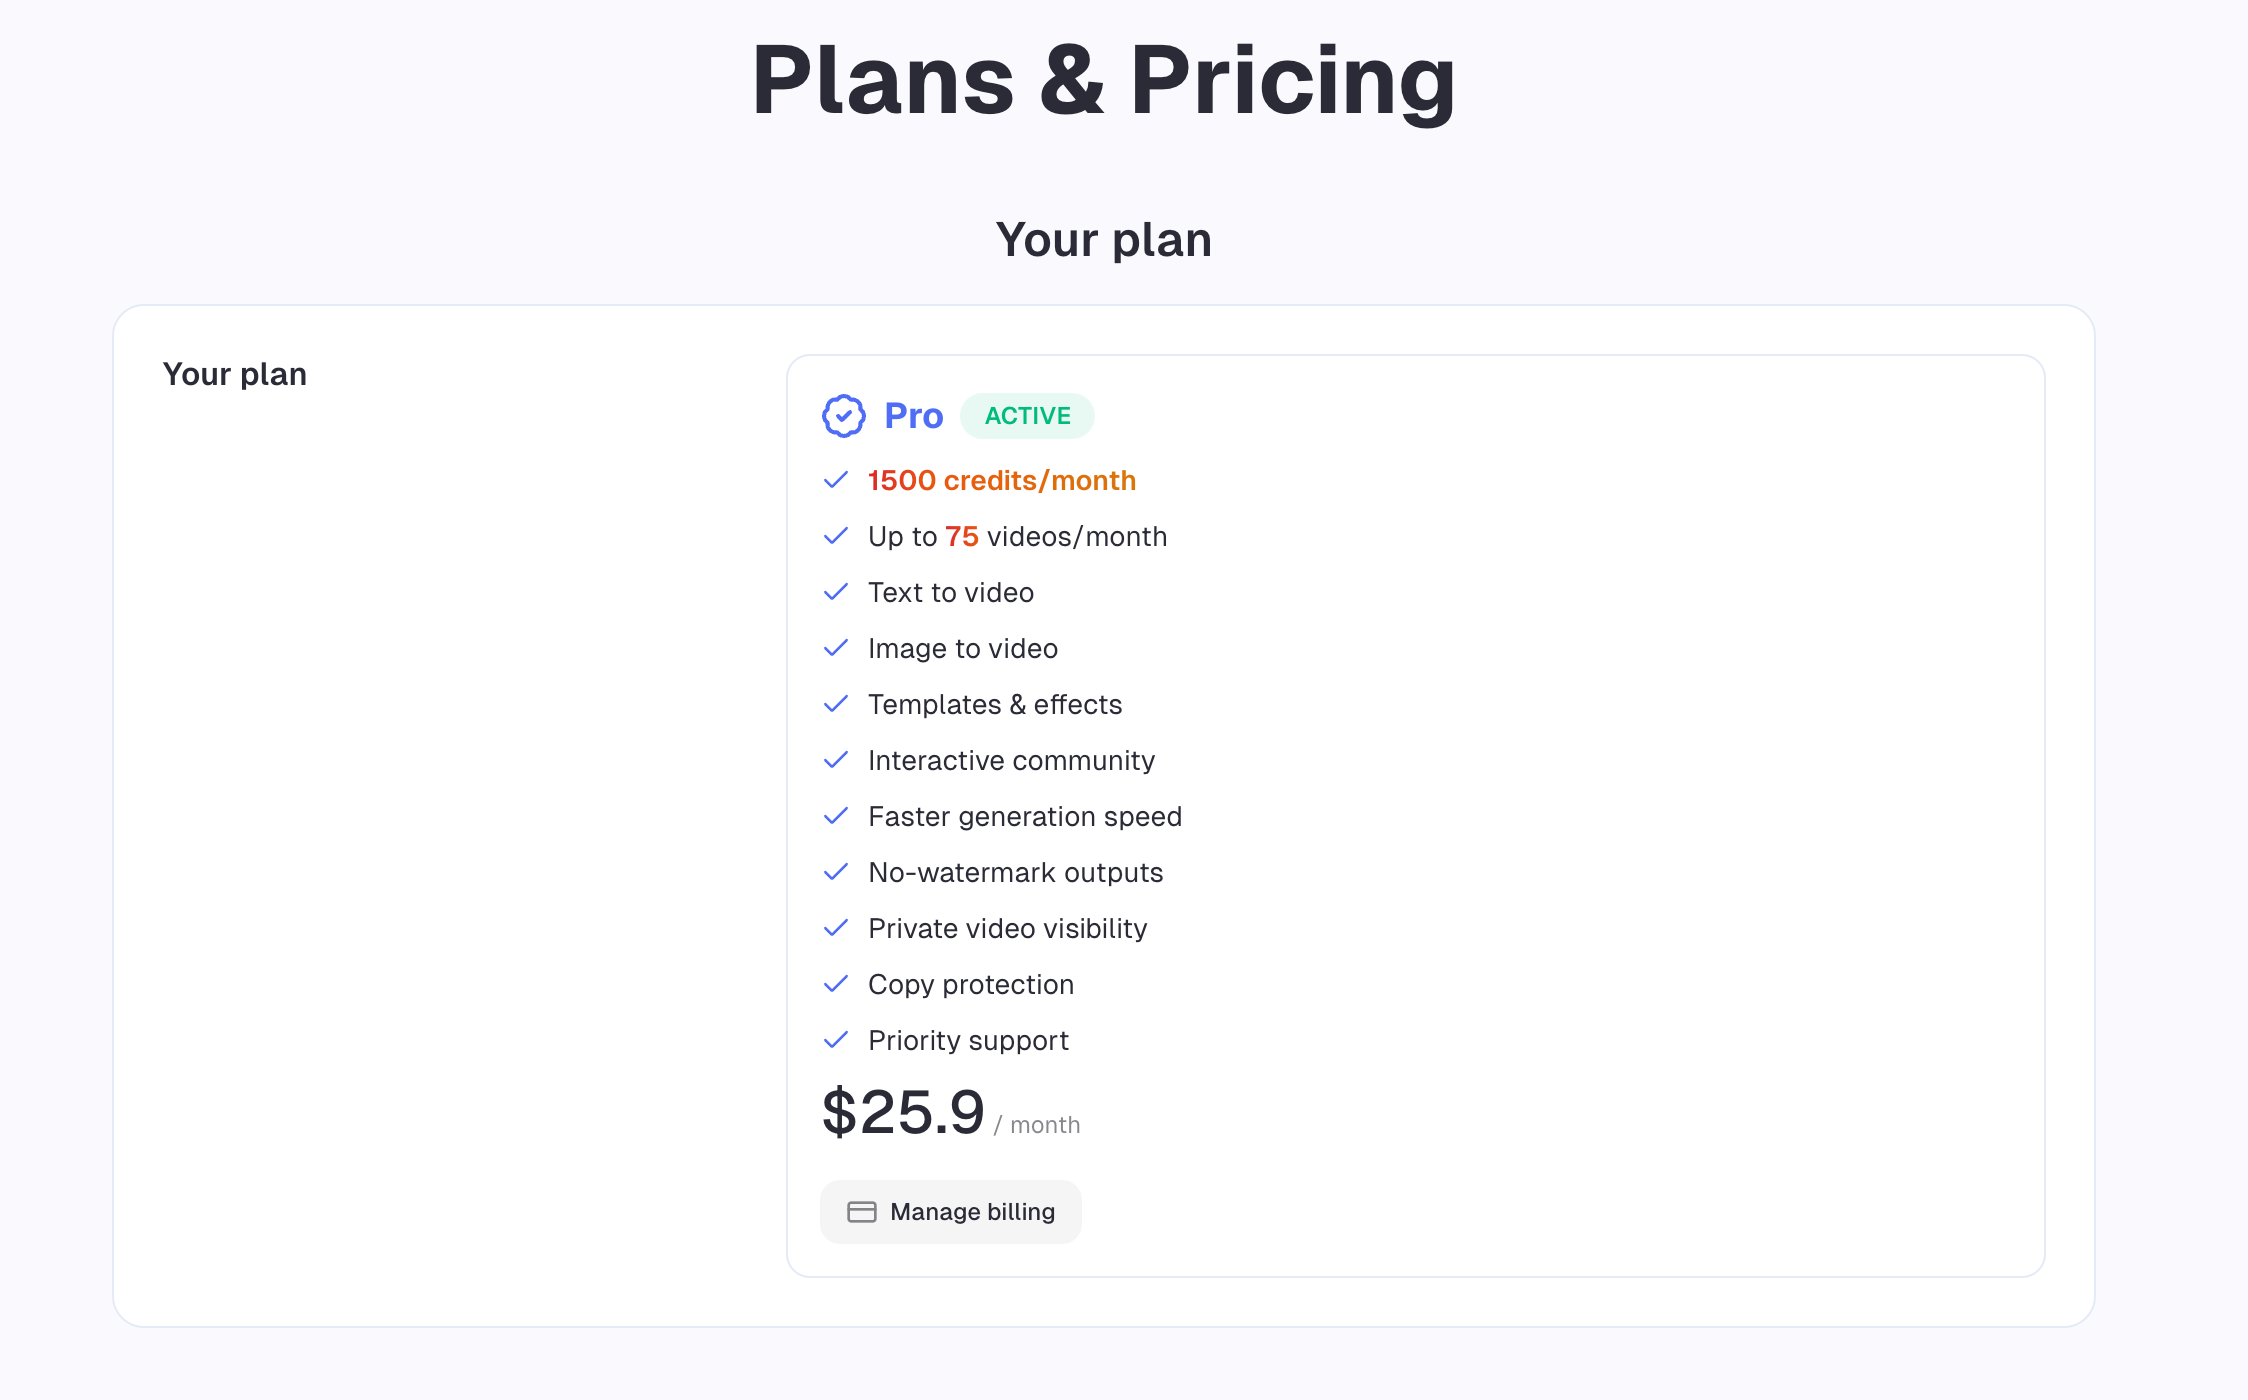 Plans & Pricing
Your plan
Your plan
Pro ACTIVE
1500 credits/month
Up to 75 videos/month
Text to video
Image to video
Templates & effects
Interactive community
Faster generation speed
No-watermark outputs
Private video visibility
Copy protection
Priority support
$25.9 / month
Manage billing